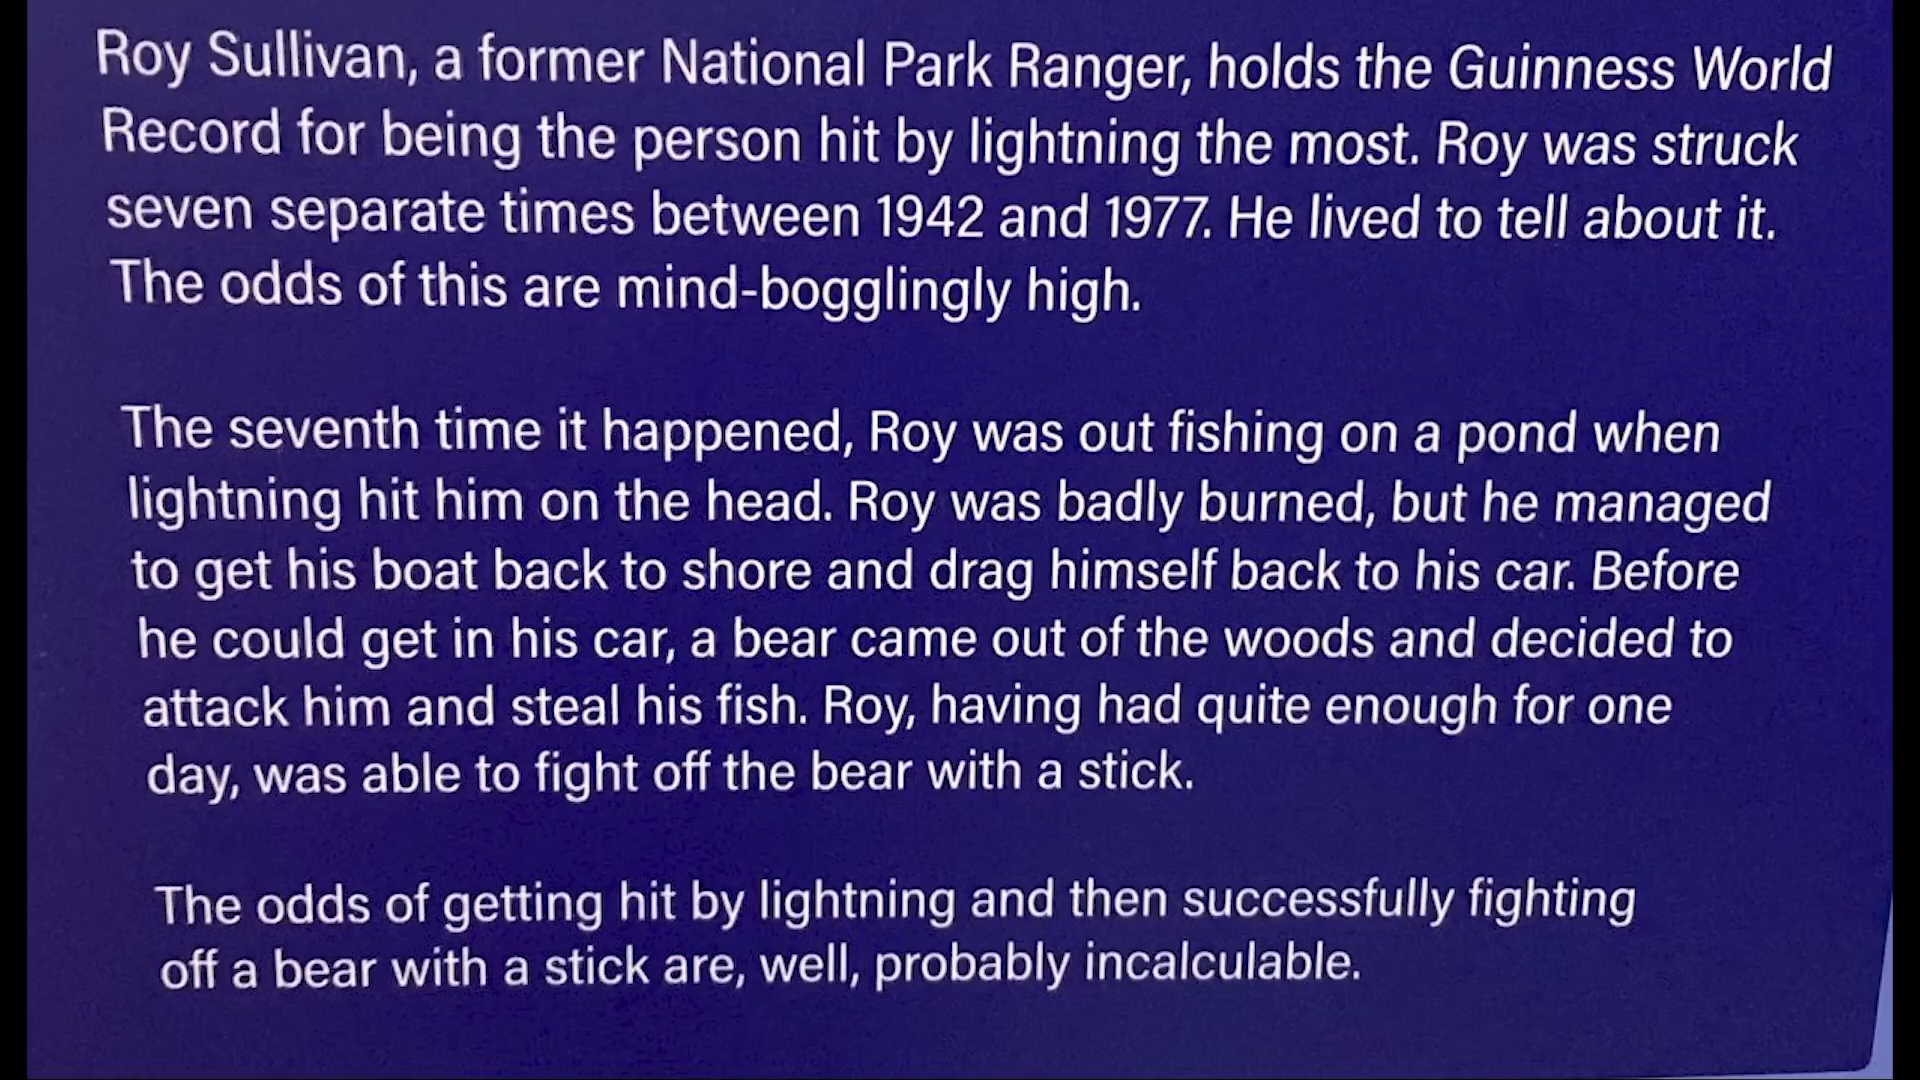 Roy Sullivan, a former National Park Ranger, holds the Guinness World
Record for being the person hit by lightning the most. Roy was struck
seven separate times between 1942 and 1977. He lived to tell about it.
The odds of this are mind-bogglingly high.
The seventh time it happened, Roy was out fishing on a pond when
lightning hit him on the head. Roy was badly burned, but he managed
to get his boat back to shore and drag himself back to his car. Before
he could get in his car, a bear came out of the woods and decided to
attack him and steal his fish. Roy, having had quite enough for one
day, was able to fight off the bear with a stick.
The odds of getting hit by lightning and then successfully fighting
off a bear with a stick are, well, probably incalculable.